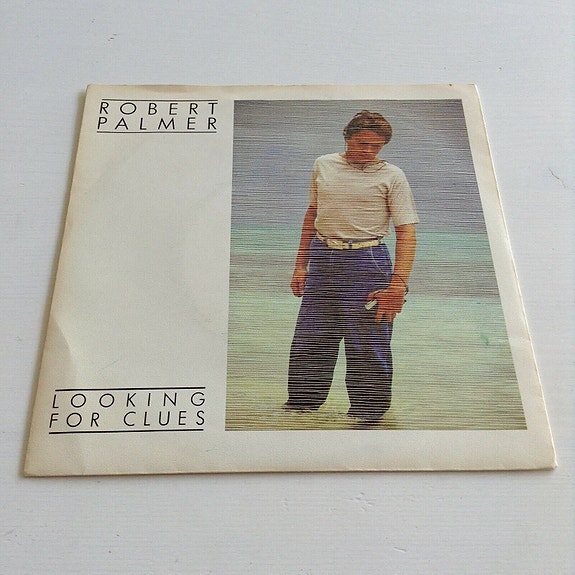 ROBERT
PALMER
LOOKING
FOR CLUES